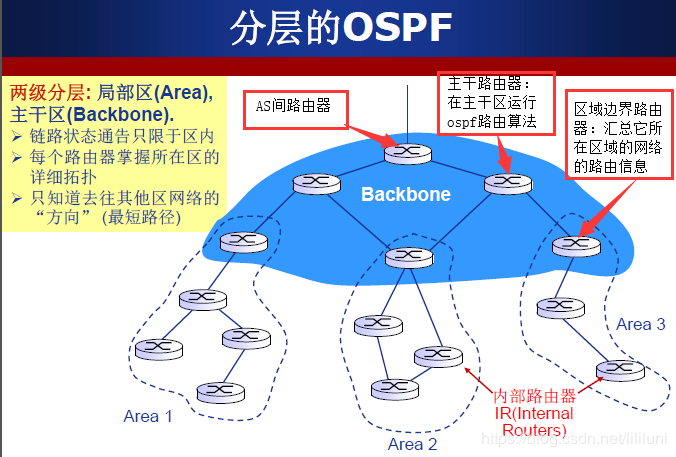 分层的OSPF
两级分层: 局部区(Area),
主干区(Backbone).
➢ 链路状态通告只限于区内
➢ 每个路由器掌握所在区的
详细拓扑
➢ 只知道去往其他区网络的
“方向” (最短路径)
AS间路由器
主干路由器：
在主干区运行
ospf路由算法
区域边界路由
器：汇总它所
在区域的网络
的路由信息
Backbone
Area 3
内部路由器
IR(Internal
Routers)
Area 1
Area 2
https://blog.csdn.net/lililuni